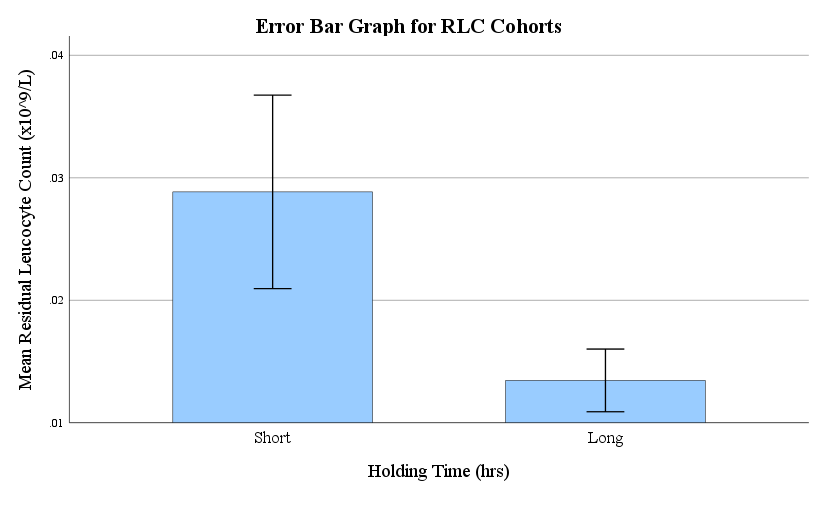 Error Bar Graph for RLC Cohorts
Mean Residual Leucocyte Count (x10^9/L)
.04
.03
.02
.01
Short Long
Holding Time (hrs)